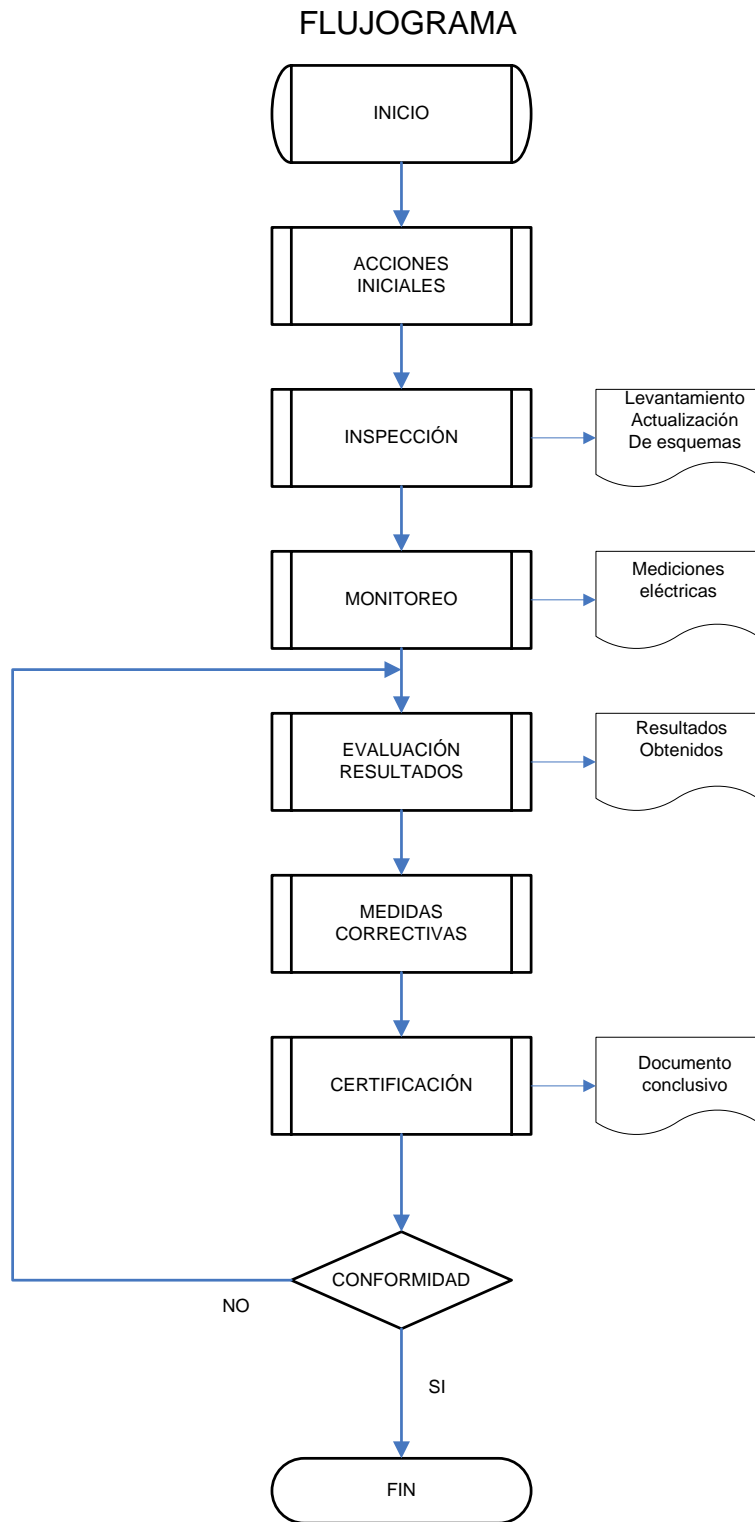 FLUJOGRAMA
INICIO
ACCIONES
INICIALES
INSPECCIÓN
Levantamiento
Actualización
De esquemas
MONITOREO
Mediciones
eléctricas
EVALUACIÓN
RESULTADOS
Resultados
Obtenidos
MEDIDAS
CORRECTIVAS
CERTIFICACIÓN
Documento
conclusivo
CONFORMIDAD
NO
SI
FIN